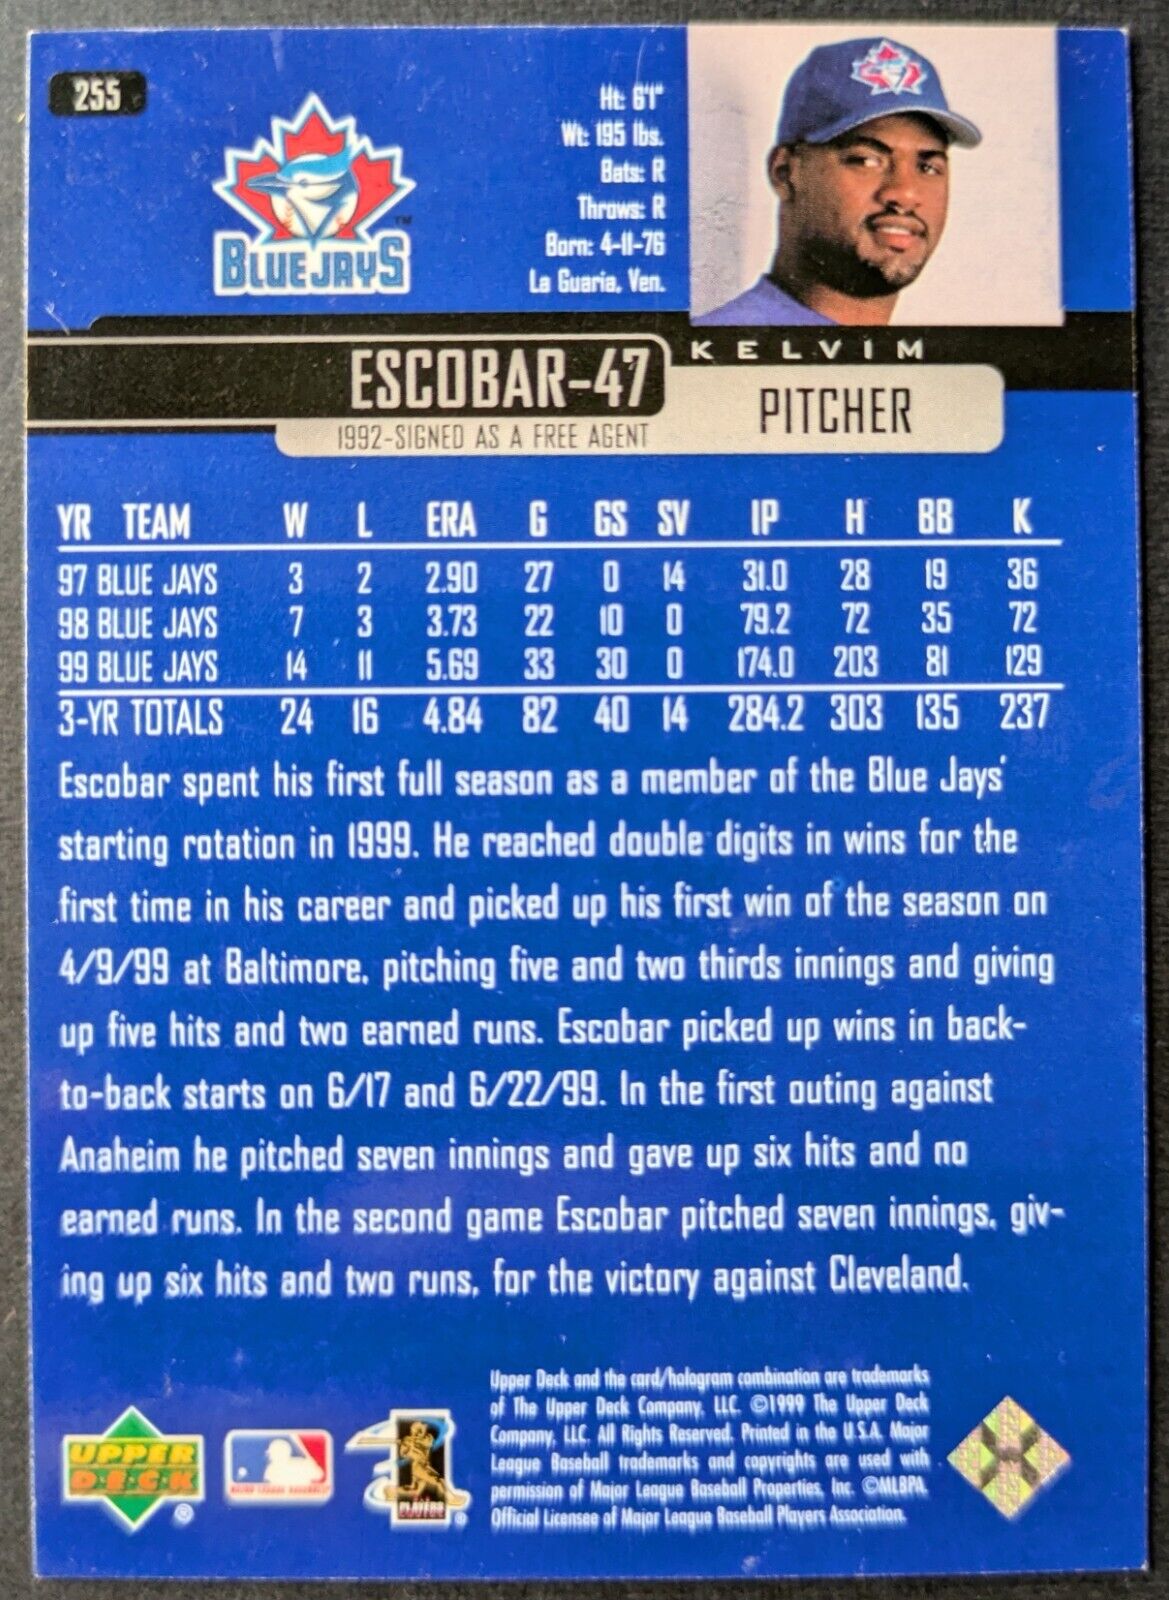 255
BLUE JAYS
TM
Ht: 6'1"
Wt: 195 lbs.
Bats: R
Throws: R
Born: 4-11-76
La Guaria, Ven.
KELVIM
ESCOBAR-47
PITCHER
1992-SIGNED AS A FREE AGENT
YR TEAM W L ERA G GS SV IP H BB K
97 BLUE JAYS 3 2 2.90 27 0 14 31.0 28 19 36
98 BLUE JAYS 7 3 3.73 22 10 0 79.2 72 35 72
99 BLUE JAYS 14 11 5.69 33 30 0 174.0 203 81 129
3-YR TOTALS 24 16 4.84 82 40 14 284.2 303 135 237
Escobar spent his first full season as a member of the Blue Jays'
starting rotation in 1999. He reached double digits in wins for the
first time in his career and picked up his first win of the season on
4/9/99 at Baltimore, pitching five and two thirds innings and giving
up five hits and two earned runs. Escobar picked up wins in back-
to-back starts on 6/17 and 6/22/99. In the first outing against
Anaheim he pitched seven innings and gave up six hits and no
earned runs. In the second game Escobar pitched seven innings, giv-
ing up six hits and two runs, for the victory against Cleveland.
Upper Deck and the card/hologram combination are trademarks
of The Upper Deck Company, LLC. ©1999 The Upper Deck
Company, LLC. All Rights Reserved. Printed in the U.S.A. Major
League Baseball trademarks and copyrights are used with
permission of Major League Baseball Properties, Inc. ©MLBPA
Official Licensee of Major League Baseball Players Association.
UPPER
DECK
®
MAJOR LEAGUE BASEBALL
PLAYERS
CHOICE
®